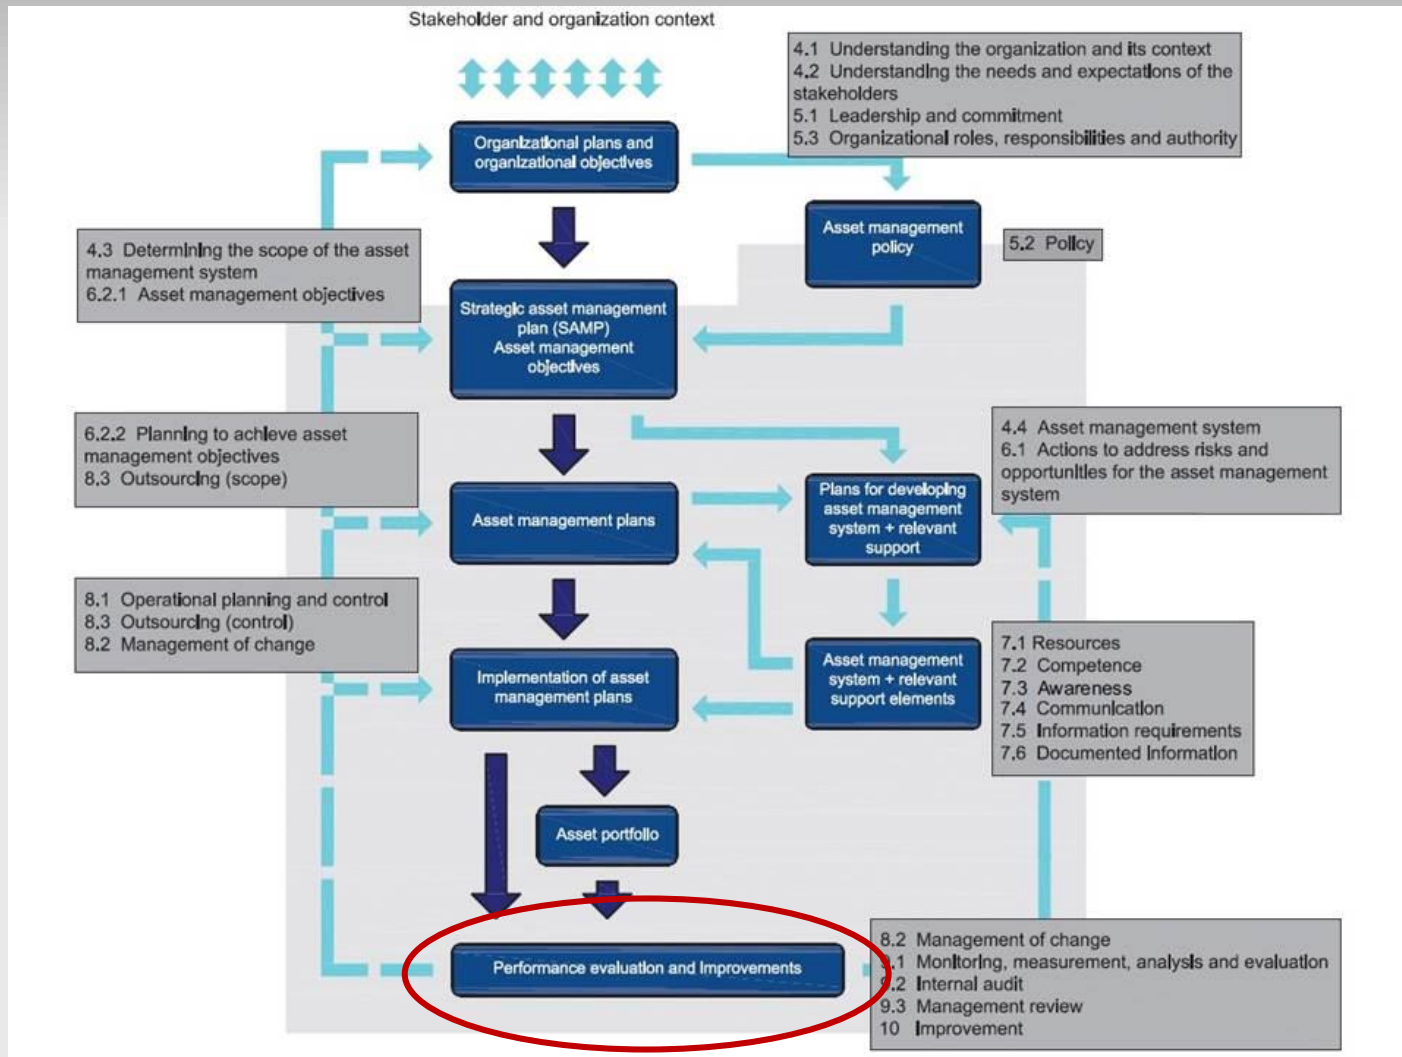 Stakeholder and organization context
4.1 Understanding the organization and its context
4.2 Understanding the needs and expectations of the
stakeholders
5.1 Leadership and commitment
5.3 Organizational roles, responsibilities and authority
Organizational plans and
organizational objectives
Asset management
policy
5.2 Policy
4.3 Determining the scope of the asset
management system
6.2.1 Asset management objectives
Strategic asset management
plan (SAMP)
Asset management
objectives
6.2.2 Planning to achieve asset
management objectives
8.3 Outsourcing (scope)
4.4 Asset management system
6.1 Actions to address risks and
opportunities for the asset management
system
Asset management plans
Plans for developing
asset management
system + relevant
support
8.1 Operational planning and control
8.3 Outsourcing (control)
8.2 Management of change
Implementation of asset
management plans
Asset management
system + relevant
support elements
7.1 Resources
7.2 Competence
7.3 Awareness
7.4 Communication
7.5 Information requirements
7.6 Documented Information
Asset portfolio
Performance evaluation and Improvements
8.2 Management of change
9.1 Monitoring, measurement, analysis and evaluation
9.2 Internal audit
9.3 Management review
10 Improvement